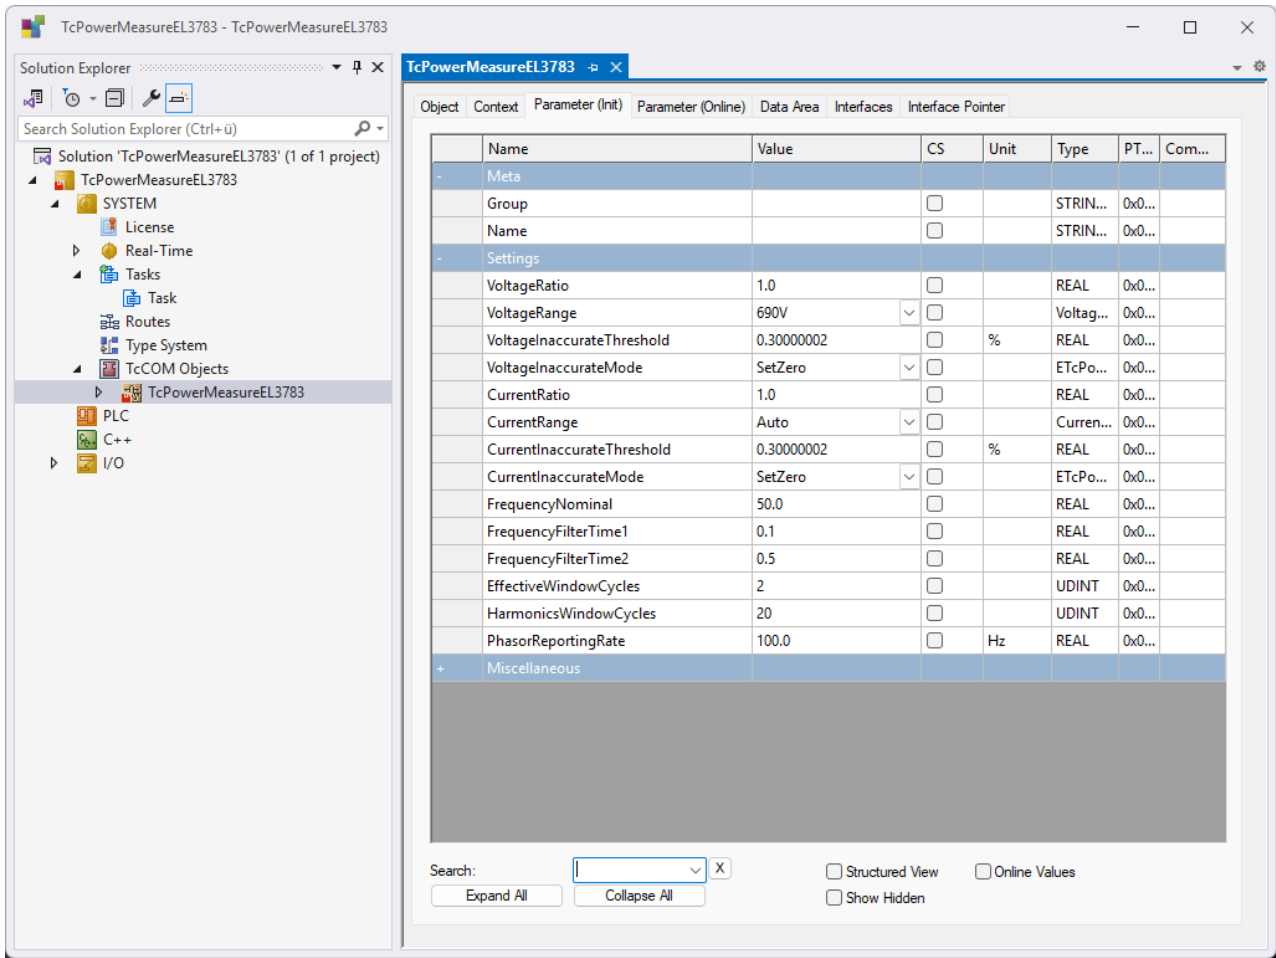 TcPowerMeasureEL3783 - TcPowerMeasureEL3783
Solution Explorer
Search Solution Explorer (Ctrl+ü)
Solution 'TcPowerMeasureEL3783' (1 of 1 project)
TcPowerMeasureEL3783
SYSTEM
License
Real-Time
Tasks
Task
Routes
Type System
TcCOM Objects
TcPowerMeasureEL3783
PLC
C++
I/O
TcPowerMeasureEL3783
Object Context Parameter (Init) Parameter (Online) Data Area Interfaces Interface Pointer
Name Value CS Unit Type PT... Com...
- Meta
Group STRIN... 0x0...
Name STRIN... 0x0...
- Settings
VoltageRatio 1.0 REAL 0x0...
VoltageRange 690V Voltag... 0x0...
VoltageInaccurateThreshold 0.30000002 % REAL 0x0...
VoltageInaccurateMode SetZero ETcPo... 0x0...
CurrentRatio 1.0 REAL 0x0...
CurrentRange Auto Curren... 0x0...
CurrentInaccurateThreshold 0.30000002 % REAL 0x0...
CurrentInaccurateMode SetZero ETcPo... 0x0...
FrequencyNominal 50.0 REAL 0x0...
FrequencyFilterTime1 0.1 REAL 0x0...
FrequencyFilterTime2 0.5 REAL 0x0...
EffectiveWindowCycles 2 UDINT 0x0...
HarmonicsWindowCycles 20 UDINT 0x0...
PhasorReportingRate 100.0 Hz REAL 0x0...
+ Miscellaneous
Search: X Structured View Online Values
Expand All Collapse All Show Hidden